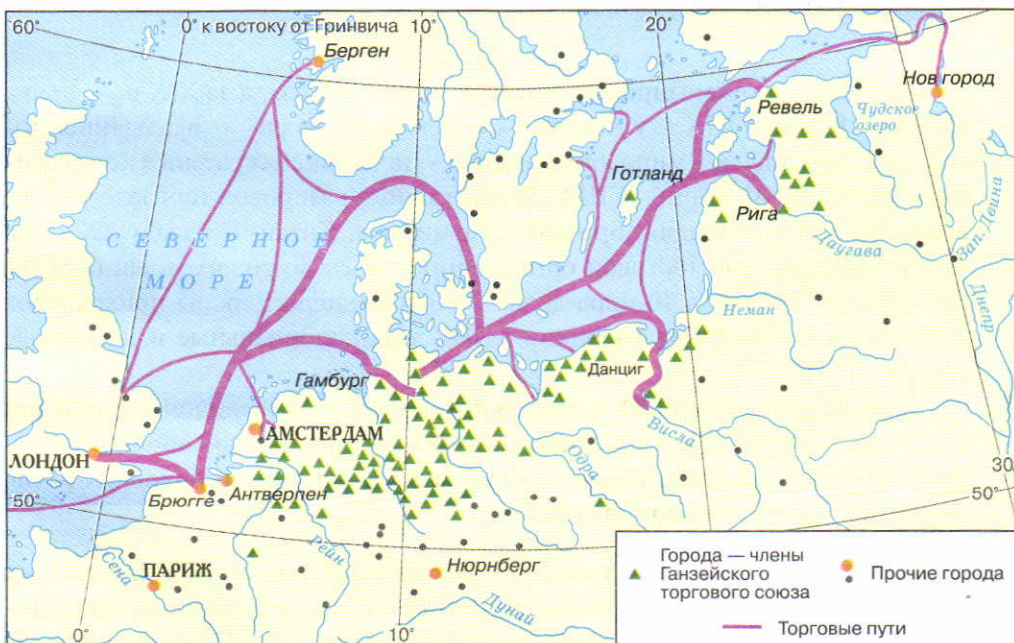 60°
0° к востоку от Гринвича
10°
20°
Берген
Новгород
Ревель
Чудское
озеро
Готланд
Рига
Даугава
Зап. Двина
Днепр
СЕВЕРНОЕ
МОРЕ
Неман
Гамбург
Данциг
АМСТЕРДАМ
Висла
ЛОНДОН
Одра
Брюгге
Антверпен
50°
30°
50°
Рейн
Сена
ПАРИЖ
Нюрнберг
Дунай
0°
10°
Города — члены
Ганзейского
торгового союза
Прочие города
Торговые пути